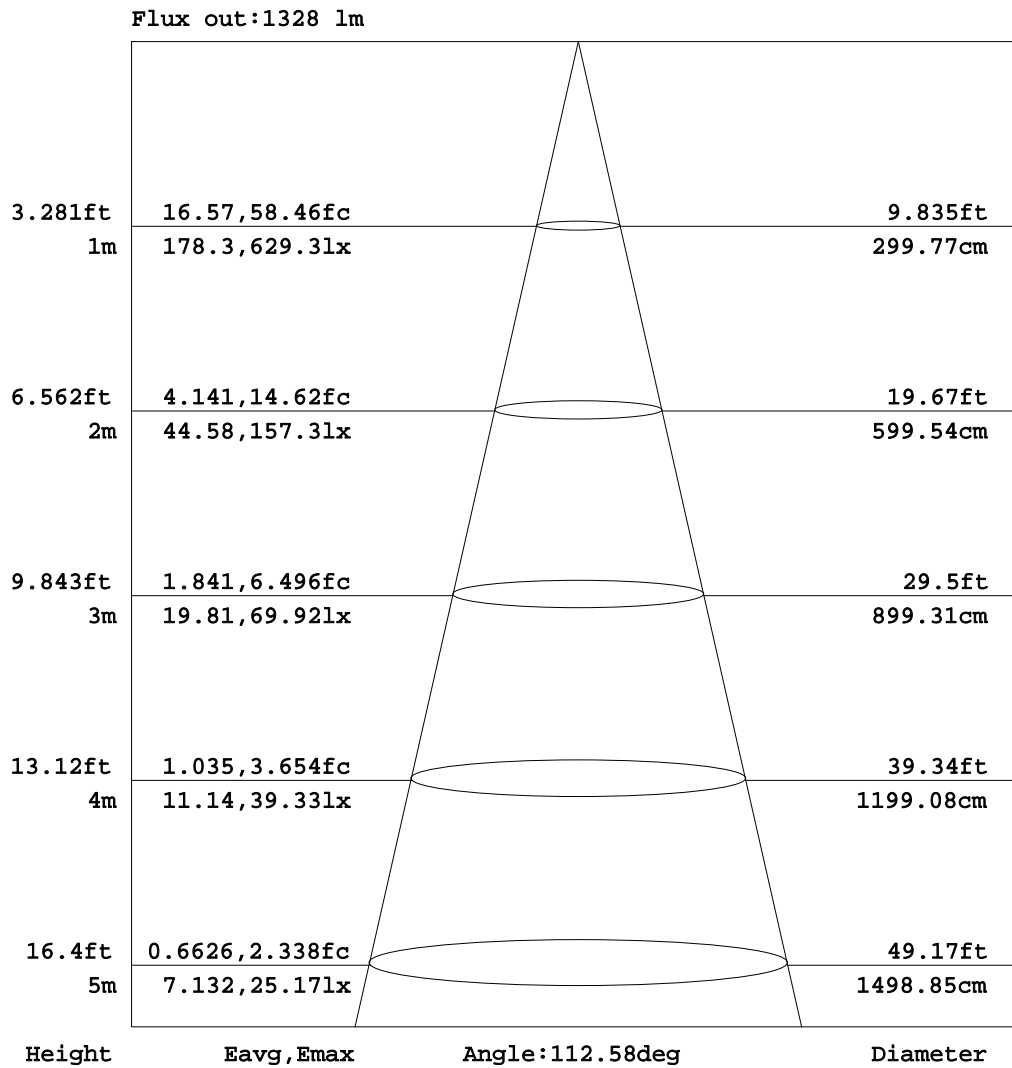 Flux out:1328 lm
3.281ft 16.57,58.46fc 9.835ft
1m 178.3,629.3lx 299.77cm
6.562ft 4.141,14.62fc 19.67ft
2m 44.58,157.3lx 599.54cm
9.843ft 1.841,6.496fc 29.5ft
3m 19.81,69.92lx 899.31cm
13.12ft 1.035,3.654fc 39.34ft
4m 11.14,39.33lx 1199.08cm
16.4ft 0.6626,2.338fc 49.17ft
5m 7.132,25.17lx 1498.85cm
Height Eavg,Emax Angle:112.58deg Diameter